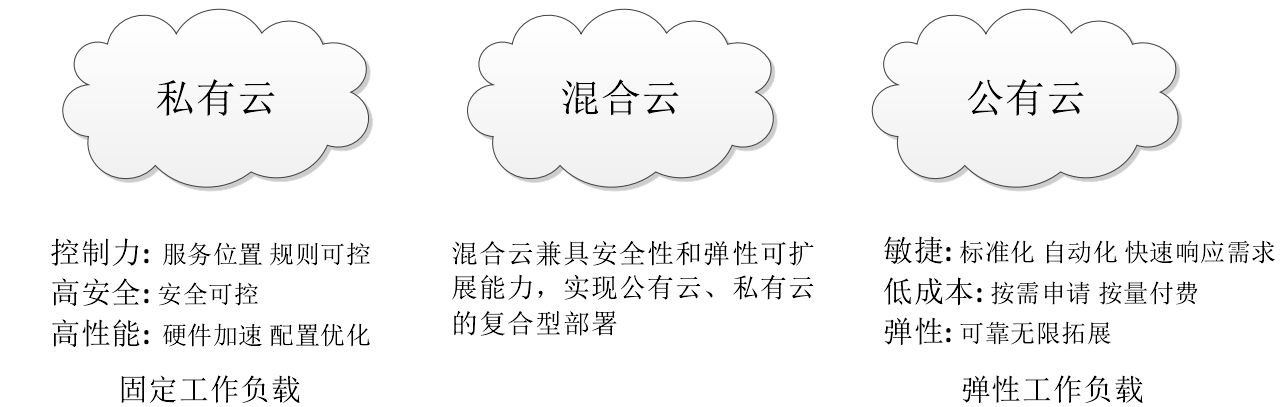 私有云
控制力: 服务位置 规则可控
高安全: 安全可控
高性能: 硬件加速 配置优化
固定工作负载
混合云
混合云兼具安全性和弹性可扩
展能力，实现公有云、私有云
的复合型部署
公有云
敏捷: 标准化 自动化 快速响应需求
低成本: 按需申请 按量付费
弹性: 可靠无限拓展
弹性工作负载